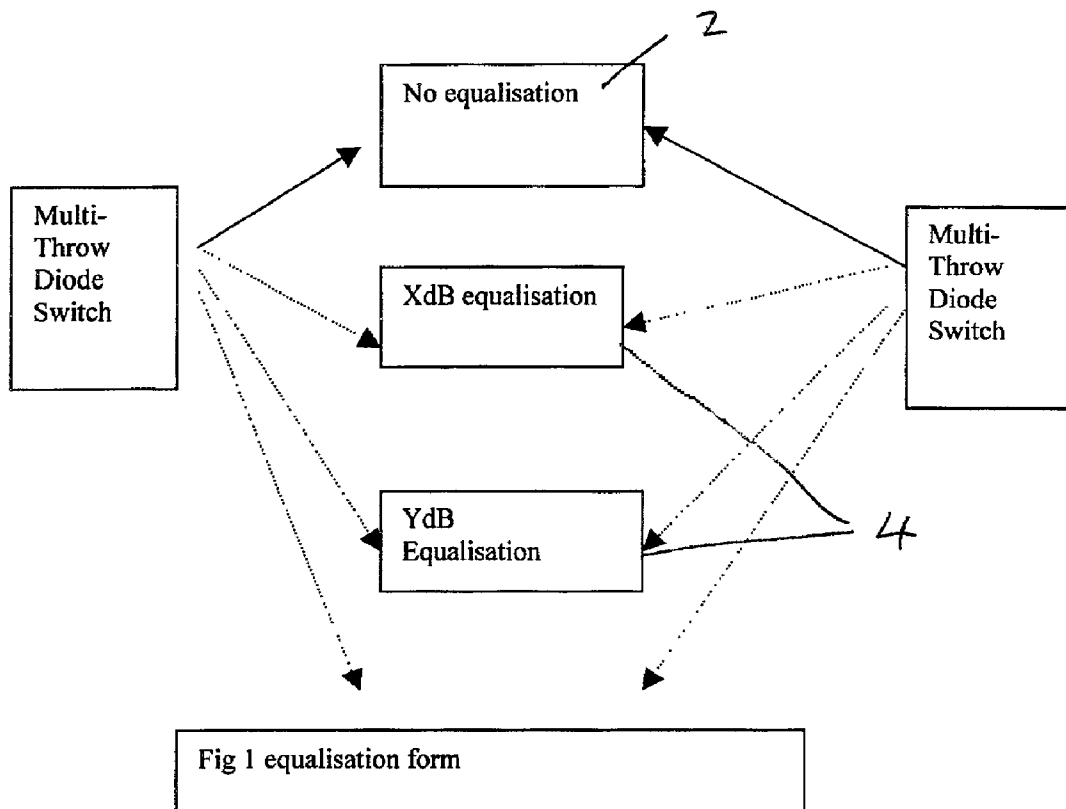 2
No equalisation
Multi-
Throw
Diode
Switch
XdB equalisation
Multi-
Throw
Diode
Switch
YdB
Equalisation
4
Fig 1 equalisation form